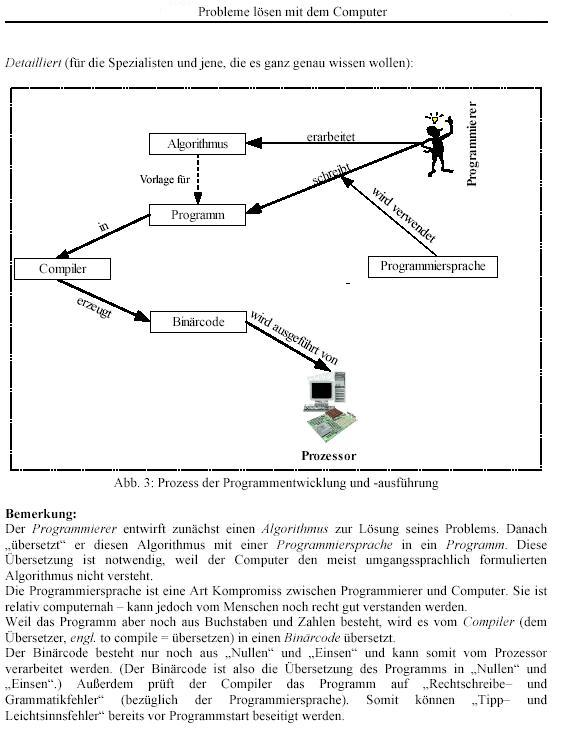 Probleme lösen mit dem Computer
Detailliert (für die Spezialisten und jene, die es ganz genau wissen wollen):
Programmierer
erarbeitet
Algorithmus
schreibt
Vorlage für
wird verwendet
Programm
in
Compiler
Programmiersprache
erzeugt
Binärcode
wird ausgeführt von
Prozessor
Abb. 3: Prozess der Programmentwicklung und -ausführung
Bemerkung:
Der Programmierer entwirft zunächst einen Algorithmus zur Lösung seines Problems. Danach
„übersetzt“ er diesen Algorithmus mit einer Programmiersprache in ein Programm. Diese
Übersetzung ist notwendig, weil der Computer den meist umgangssprachlich formulierten
Algorithmus nicht versteht.
Die Programmiersprache ist eine Art Kompromiss zwischen Programmierer und Computer. Sie ist
relativ computernah – kann jedoch vom Menschen noch recht gut verstanden werden.
Weil das Programm aber noch aus Buchstaben und Zahlen besteht, wird es vom Compiler (dem
Übersetzer, engl. to compile = übersetzen) in einen Binärcode übersetzt.
Der Binärcode besteht nur noch aus „Nullen“ und „Einsen“ und kann somit vom Prozessor
verarbeitet werden. (Der Binärcode ist also die Übersetzung des Programms in „Nullen“ und
„Einsen“.) Außerdem prüft der Compiler das Programm auf „Rechtschreibe– und
Grammatikfehler“ (bezüglich der Programmiersprache). Somit können „Tipp– und
Leichtsinnsfehler“ bereits vor Programmstart beseitigt werden.